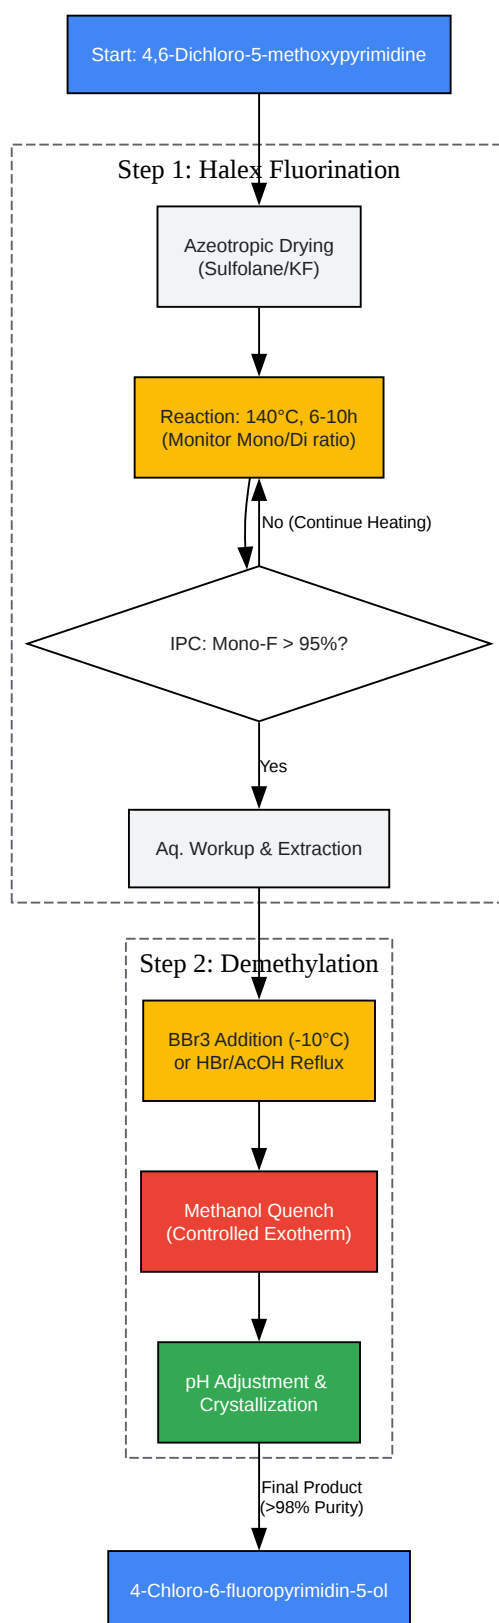 Start: 4,6-Dichloro-5-methoxypyrimidine
Step 1: Halex Fluorination
Azeotropic Drying
(Sulfolane/KF)
Reaction: 140°C, 6-10h
(Monitor Mono/Di ratio)
No (Continue Heating)
IPC: Mono-F > 95%?
Yes
Aq. Workup & Extraction
Step 2: Demethylation
BBr3 Addition (-10°C)
or HBr/AcOH Reflux
Methanol Quench
(Controlled Exotherm)
pH Adjustment &
Crystallization
Final Product
(>98% Purity)
4-Chloro-6-fluoropyrimidin-5-ol